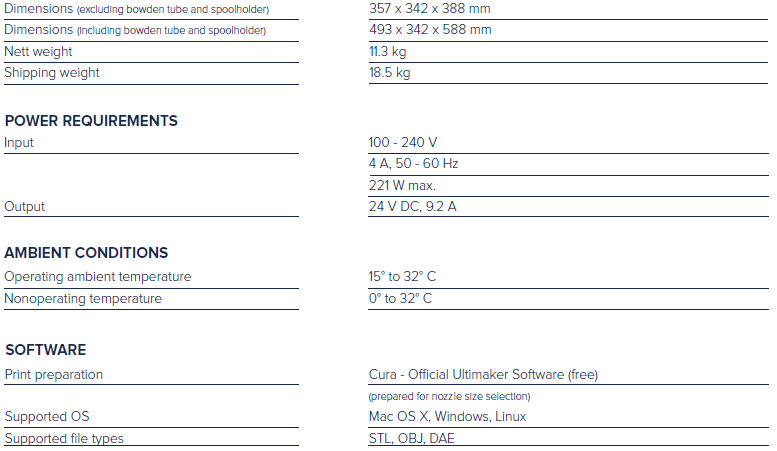 Dimensions (excluding bowden tube and spoolholder) 357 x 342 x 388 mm
Dimensions (including bowden tube and spoolholder) 493 x 342 x 588 mm
Nett weight 11.3 kg
Shipping weight 18.5 kg
POWER REQUIREMENTS
Input 100 - 240 V
4 A, 50 - 60 Hz
221 W max.
Output 24 V DC, 9.2 A
AMBIENT CONDITIONS
Operating ambient temperature 15° to 32° C
Nonoperating temperature 0° to 32° C
SOFTWARE
Print preparation Cura - Official Ultimaker Software (free)
(prepared for nozzle size selection)
Supported OS Mac OS X, Windows, Linux
Supported file types STL, OBJ, DAE